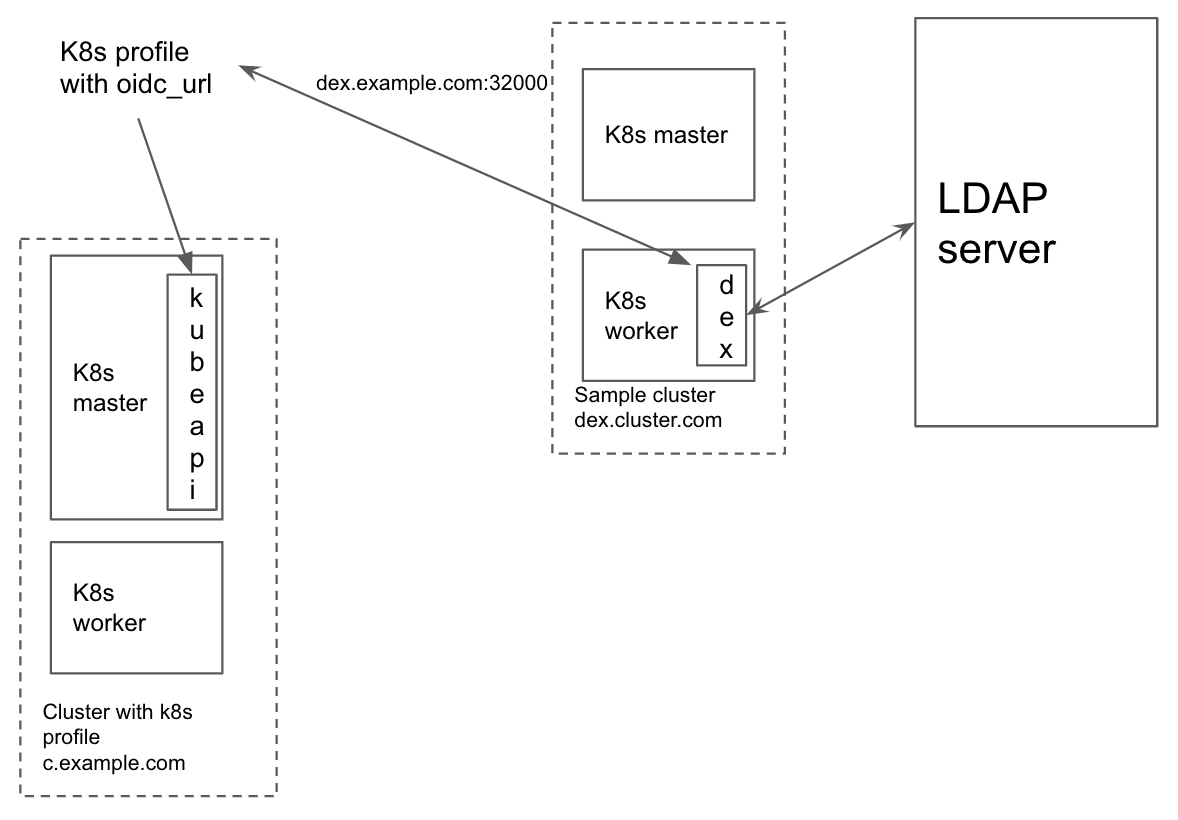 K8s profile
with oidc_url
dex.example.com:32000
K8s master
LDAP
server
K8s
worker
d
e
x
Sample cluster
dex.cluster.com
K8s
master
k
u
b
e
a
p
i
K8s
worker
Cluster with k8s
profile
c.example.com